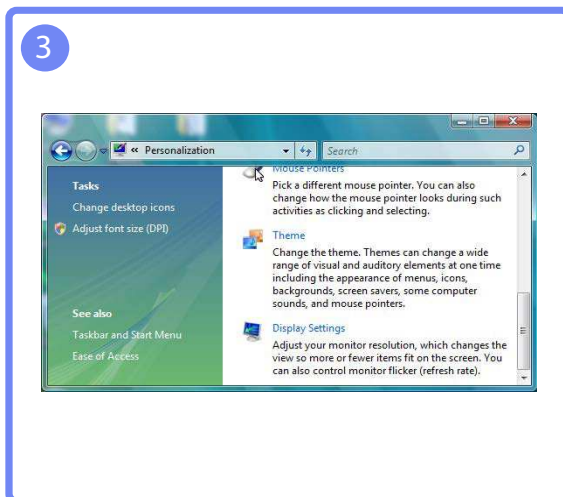 3
« Personalization
Search
Tasks
Change desktop icons
Adjust font size (DPI)
See also
Taskbar and Start Menu
Ease of Access
Mouse Pointers
Pick a different mouse pointer. You can also
change how the mouse pointer looks during such
activities as clicking and selecting.
Theme
Change the theme. Themes can change a wide
range of visual and auditory elements at one time
including the appearance of menus, icons,
backgrounds, screen savers, some computer
sounds, and mouse pointers.
Display Settings
Adjust your monitor resolution, which changes the
view so more or fewer items fit on the screen. You
can also control monitor flicker (refresh rate).